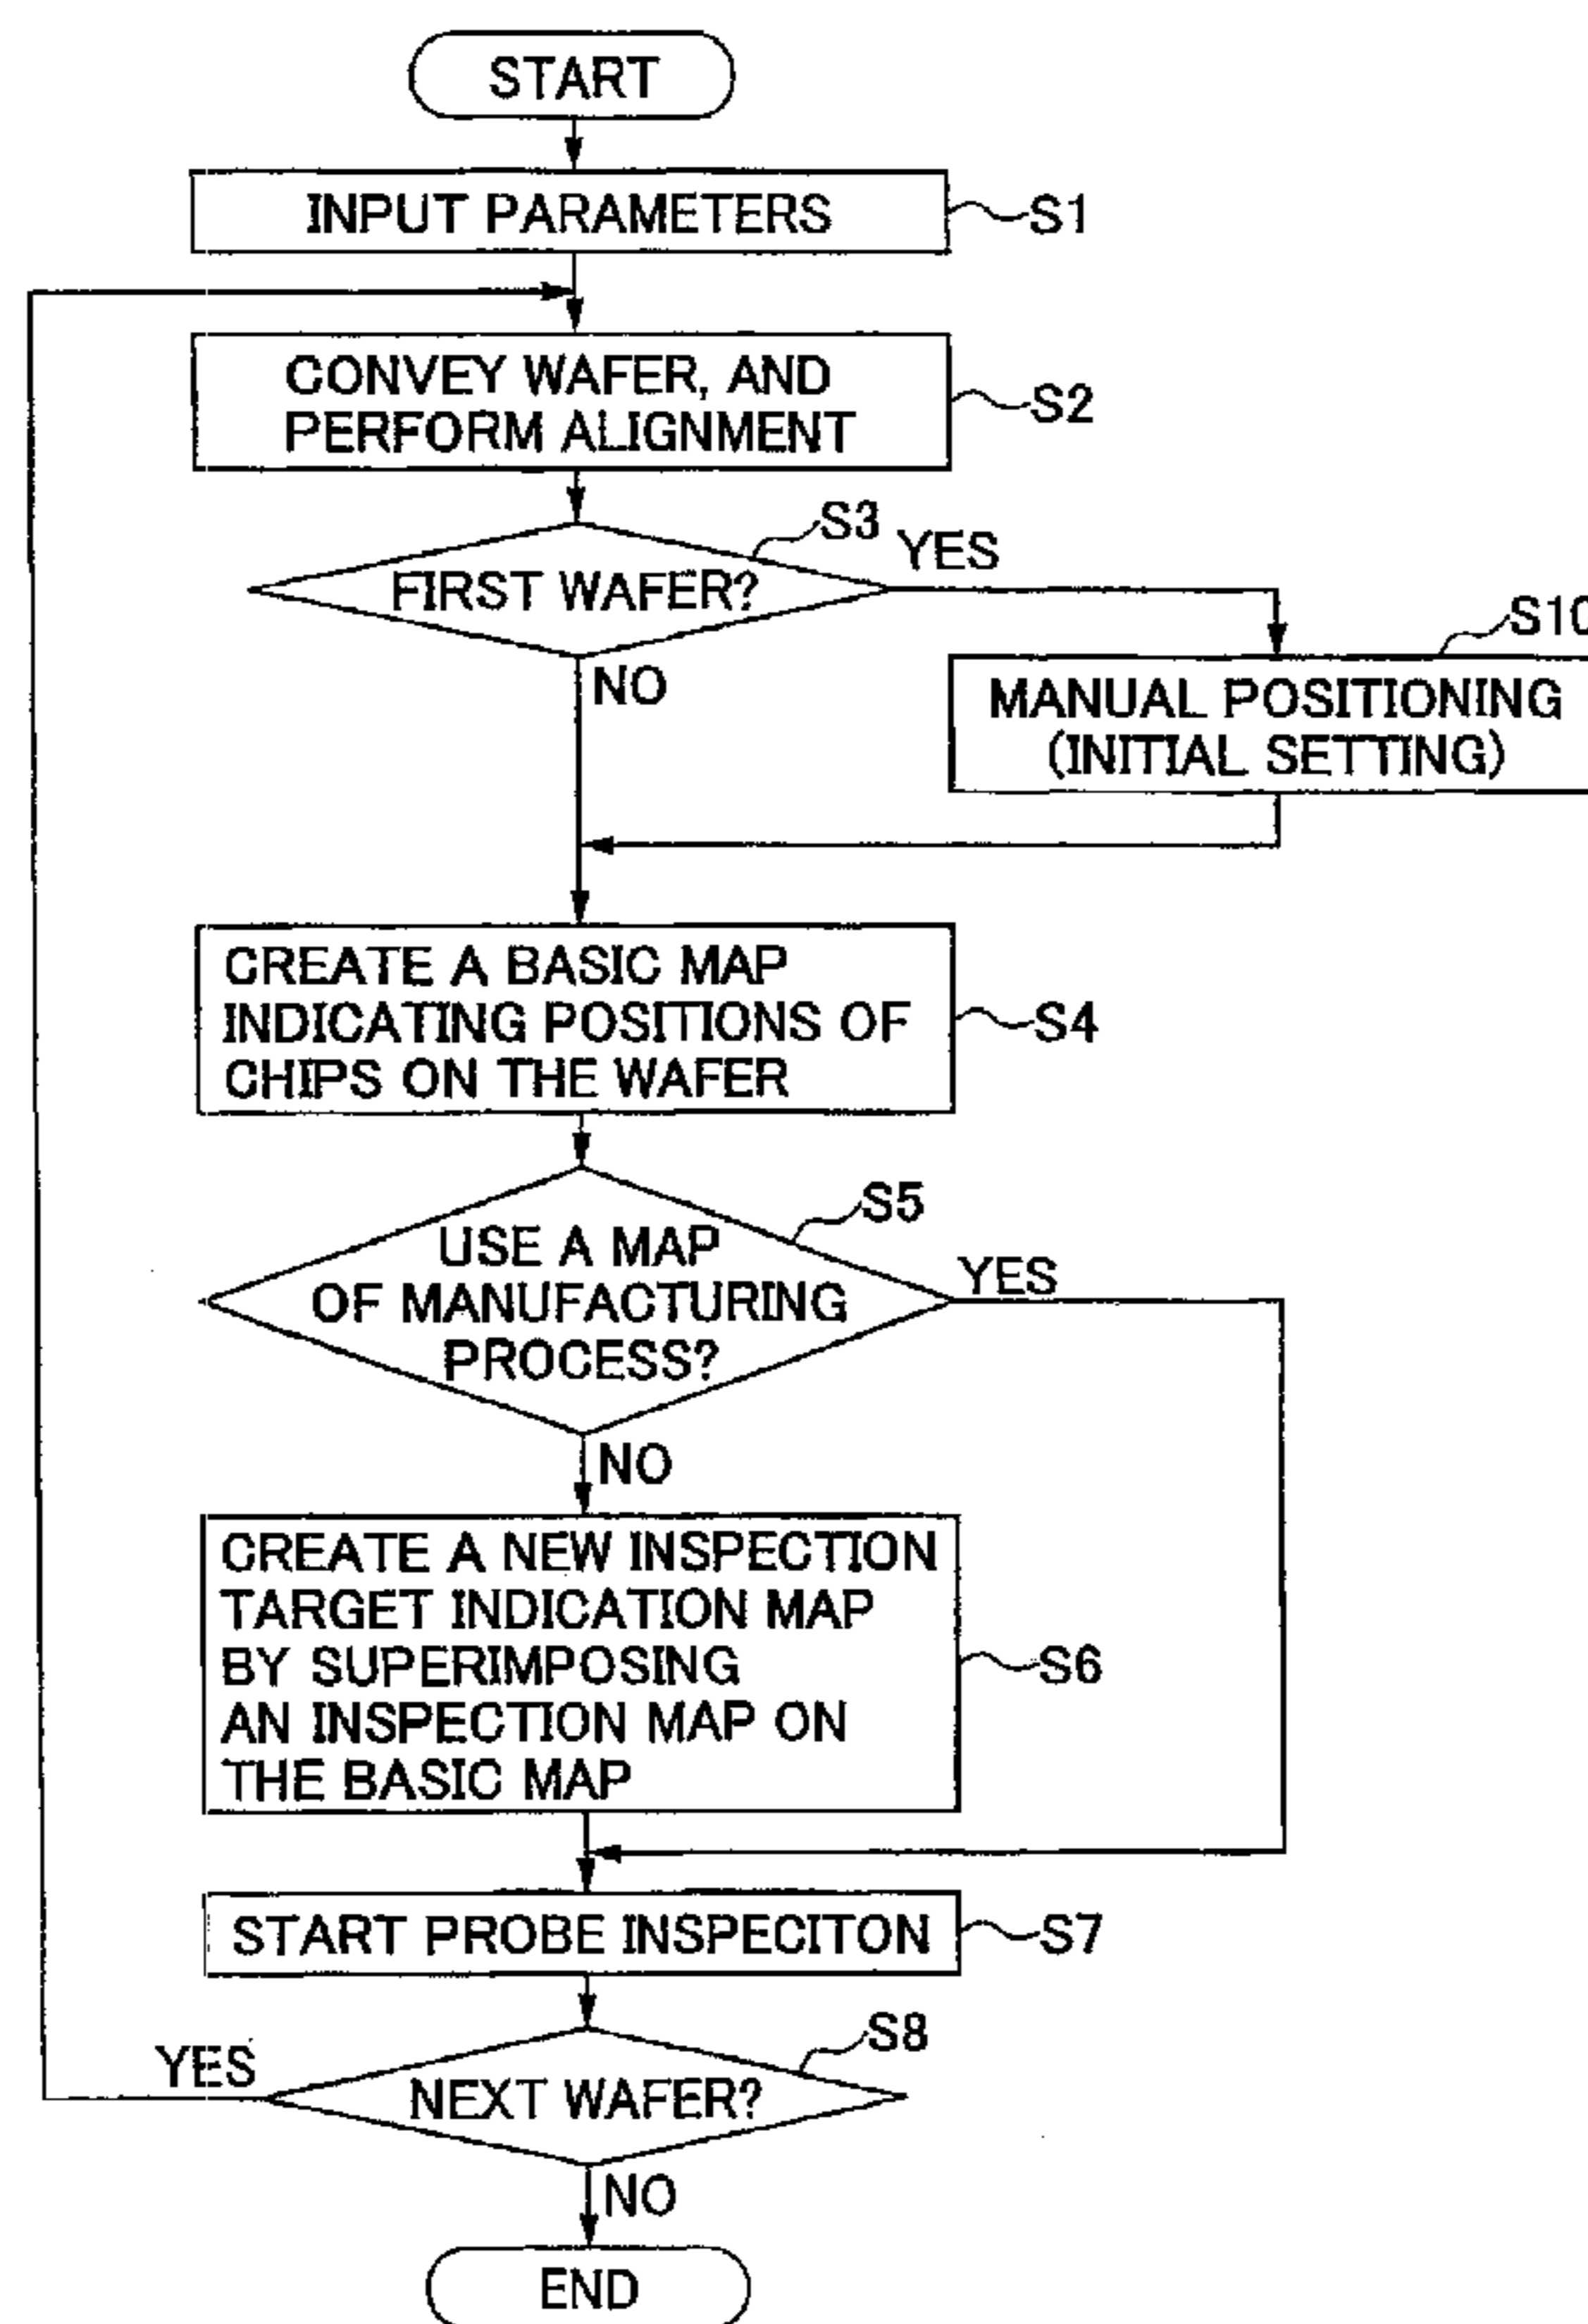 START
INPUT PARAMETERS
S1
CONVEY WAFER, AND
PERFORM ALIGNMENT
S2
S3
YES
FIRST WAFER?
NO
S10
MANUAL POSITIONING
(INITIAL SETTING)
CREATE A BASIC MAP
INDICATING POSITIONS OF
CHIPS ON THE WAFER
S4
S5
YES
USE A MAP
OF MANUFACTURING
PROCESS?
NO
CREATE A NEW INSPECTION
TARGET INDICATION MAP
BY SUPERIMPOSING
AN INSPECTION MAP ON
THE BASIC MAP
S6
START PROBE INSPECITON
S7
S8
YES
NEXT WAFER?
NO
END